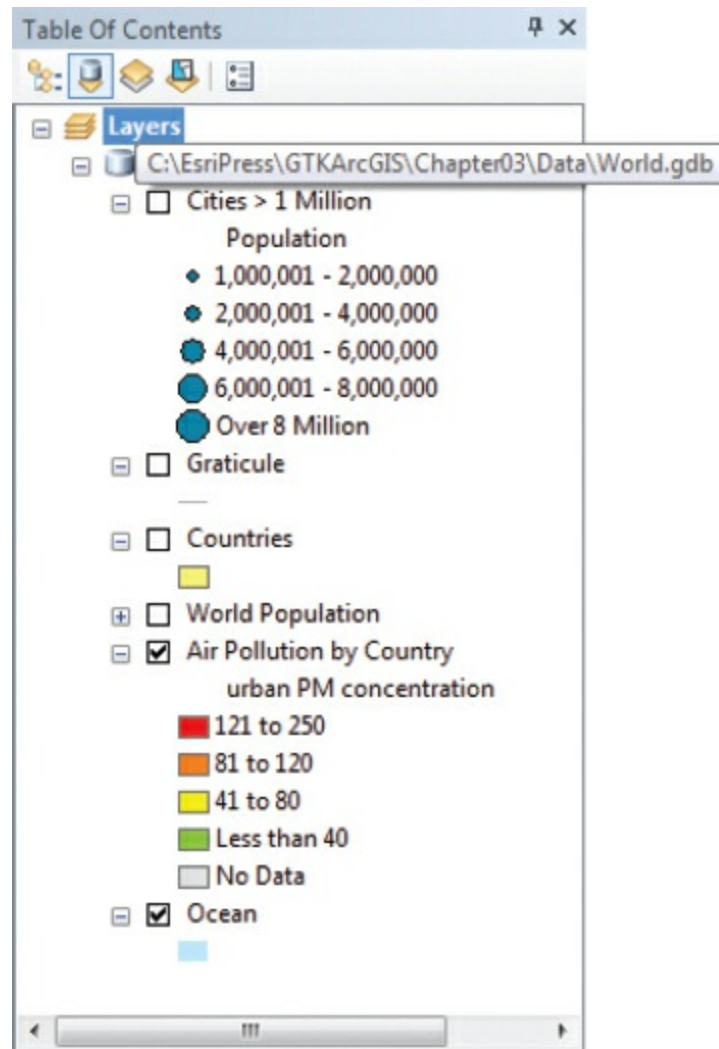 Table Of Contents
Layers
C:\EsriPress\GTKArcGIS\Chapter03\Data\World.gdb
Cities > 1 Million
Population
1,000,001 - 2,000,000
2,000,001 - 4,000,000
4,000,001 - 6,000,000
6,000,001 - 8,000,000
Over 8 Million
Graticule
Countries
World Population
Air Pollution by Country
urban PM concentration
121 to 250
81 to 120
41 to 80
Less than 40
No Data
Ocean